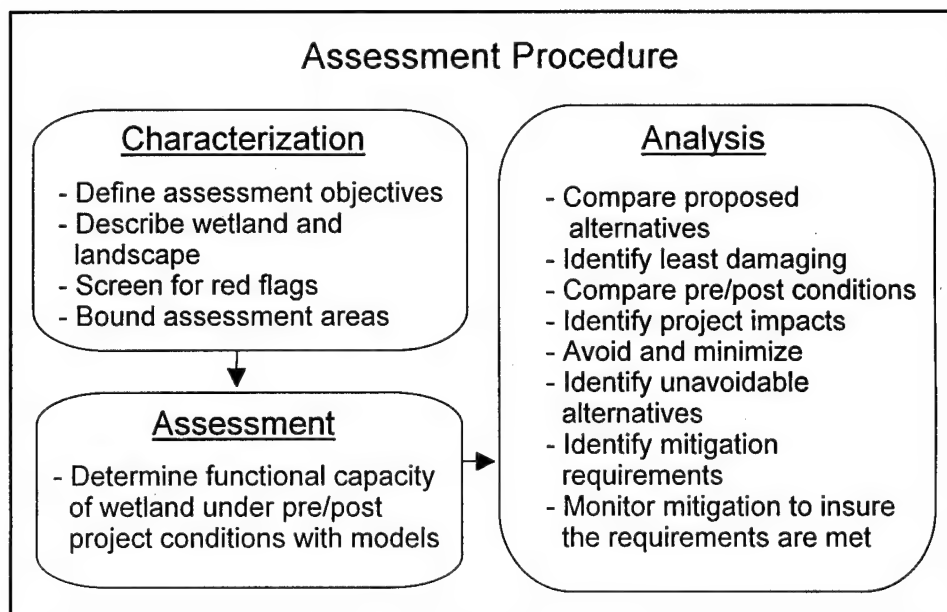 Assessment Procedure
Characterization
- Define assessment objectives
- Describe wetland and
landscape
- Screen for red flags
- Bound assessment areas
Assessment
- Determine functional capacity
of wetland under pre/post
project conditions with models
Analysis
- Compare proposed
alternatives
- Identify least damaging
- Compare pre/post conditions
- Identify project impacts
- Avoid and minimize
- Identify unavoidable
alternatives
- Identify mitigation
requirements
- Monitor mitigation to insure
the requirements are met